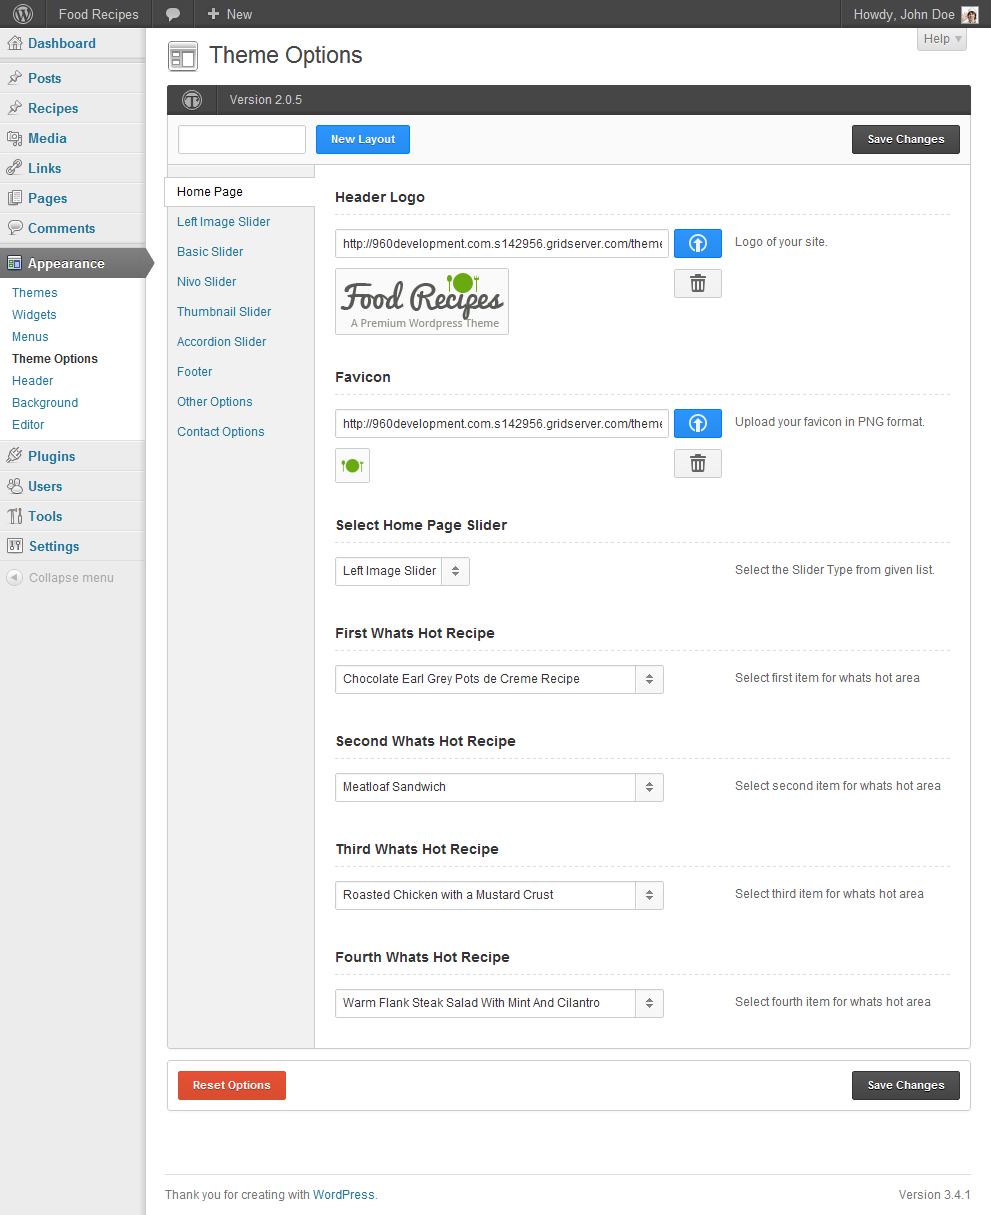 Food Recipes
New
Howdy, John Doe
Help
Dashboard
Posts
Recipes
Media
Links
Pages
Comments
Appearance
Themes
Widgets
Menus
Theme Options
Header
Background
Editor
Plugins
Users
Tools
Settings
Collapse menu
Theme Options
Version 2.0.5
New Layout
Save Changes
Home Page
Left Image Slider
Basic Slider
Nivo Slider
Thumbnail Slider
Accordion Slider
Footer
Other Options
Contact Options
Header Logo
http://960development.com.s142956.gridserver.com/theme
Logo of your site.
Food Recipes
A Premium Wordpress Theme
Favicon
http://960development.com.s142956.gridserver.com/theme
Upload your favicon in PNG format.
Select Home Page Slider
Left Image Slider
Select the Slider Type from given list.
First Whats Hot Recipe
Chocolate Earl Grey Pots de Creme Recipe
Select first item for whats hot area
Second Whats Hot Recipe
Meatloaf Sandwich
Select second item for whats hot area
Third Whats Hot Recipe
Roasted Chicken with a Mustard Crust
Select third item for whats hot area
Fourth Whats Hot Recipe
Warm Flank Steak Salad With Mint And Cilantro
Select fourth item for whats hot area
Reset Options
Save Changes
Thank you for creating with WordPress.
Version 3.4.1